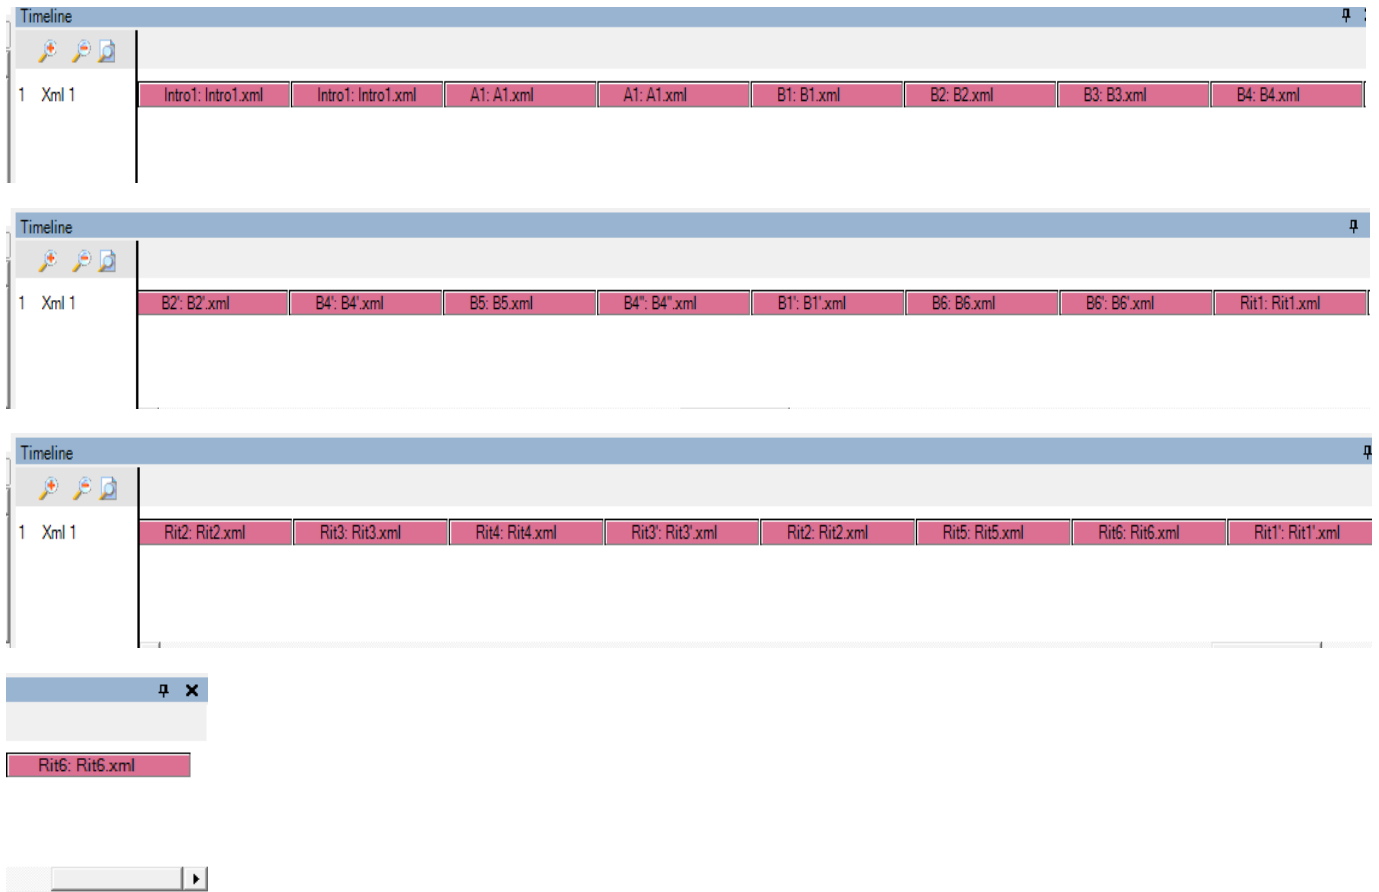 Timeline
1 Xml 1 Intro1: Intro1.xml Intro1: Intro1.xml A1: A1.xml A1: A1.xml B1: B1.xml B2: B2.xml B3: B3.xml B4: B4.xml
Timeline
1 Xml 1 B2': B2'.xml B4': B4'.xml B5: B5.xml B4'': B4''.xml B1': B1'.xml B6: B6.xml B6': B6'.xml Rit1: Rit1.xml
Timeline
1 Xml 1 Rit2: Rit2.xml Rit3: Rit3.xml Rit4: Rit4.xml Rit3': Rit3'.xml Rit2: Rit2.xml Rit5: Rit5.xml Rit6: Rit6.xml Rit1': Rit1'.xml
Rit6: Rit6.xml